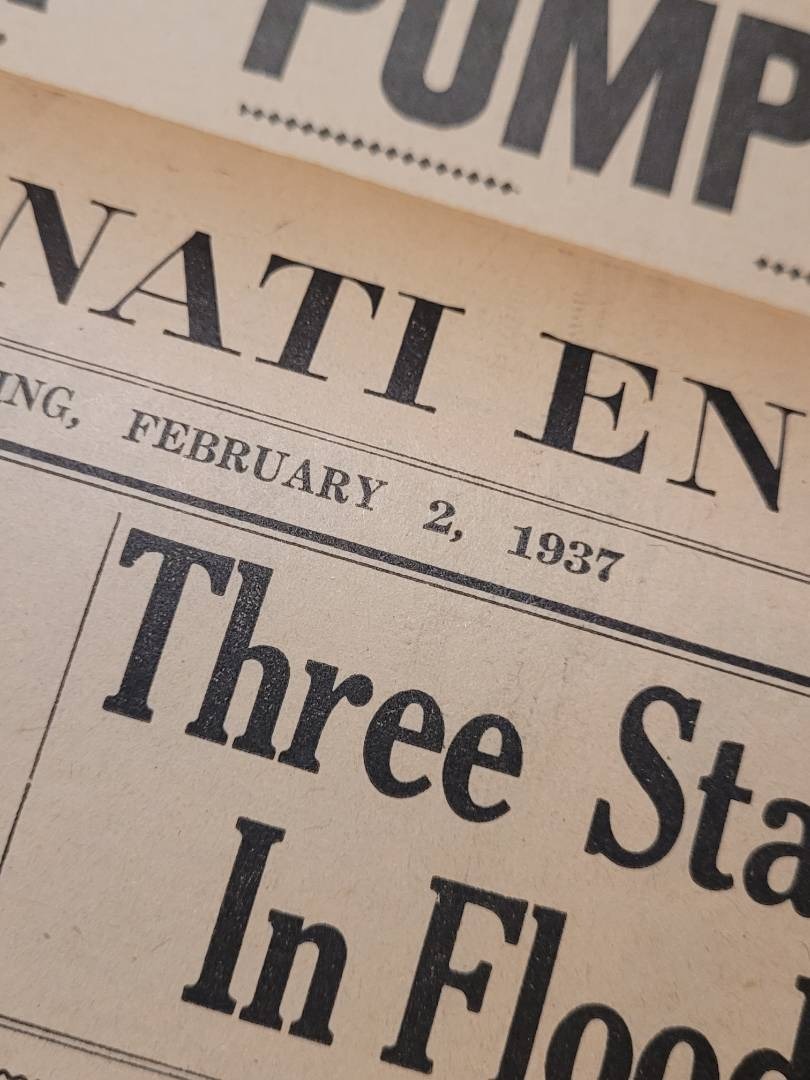 PUMP
NATI EN
ING, FEBRUARY 2, 1937
Three Sta
In Flood